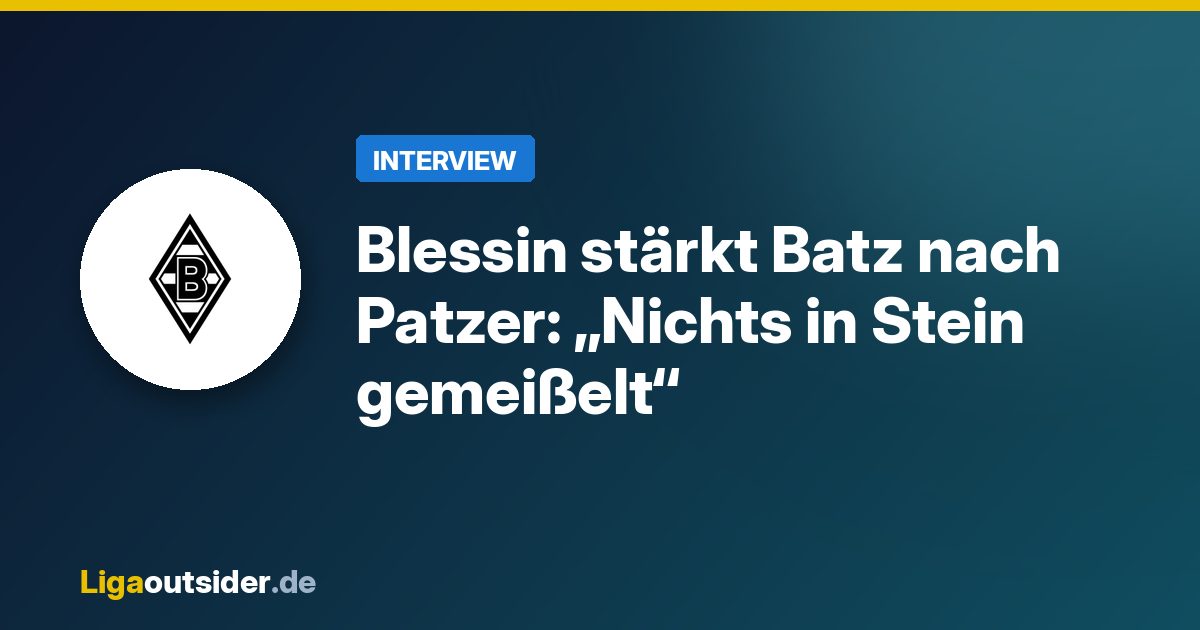 INTERVIEW
Blessin stärkt Batz nach
Patzer: „Nichts in Stein
gemeißelt“
B
Ligaoutsider.de